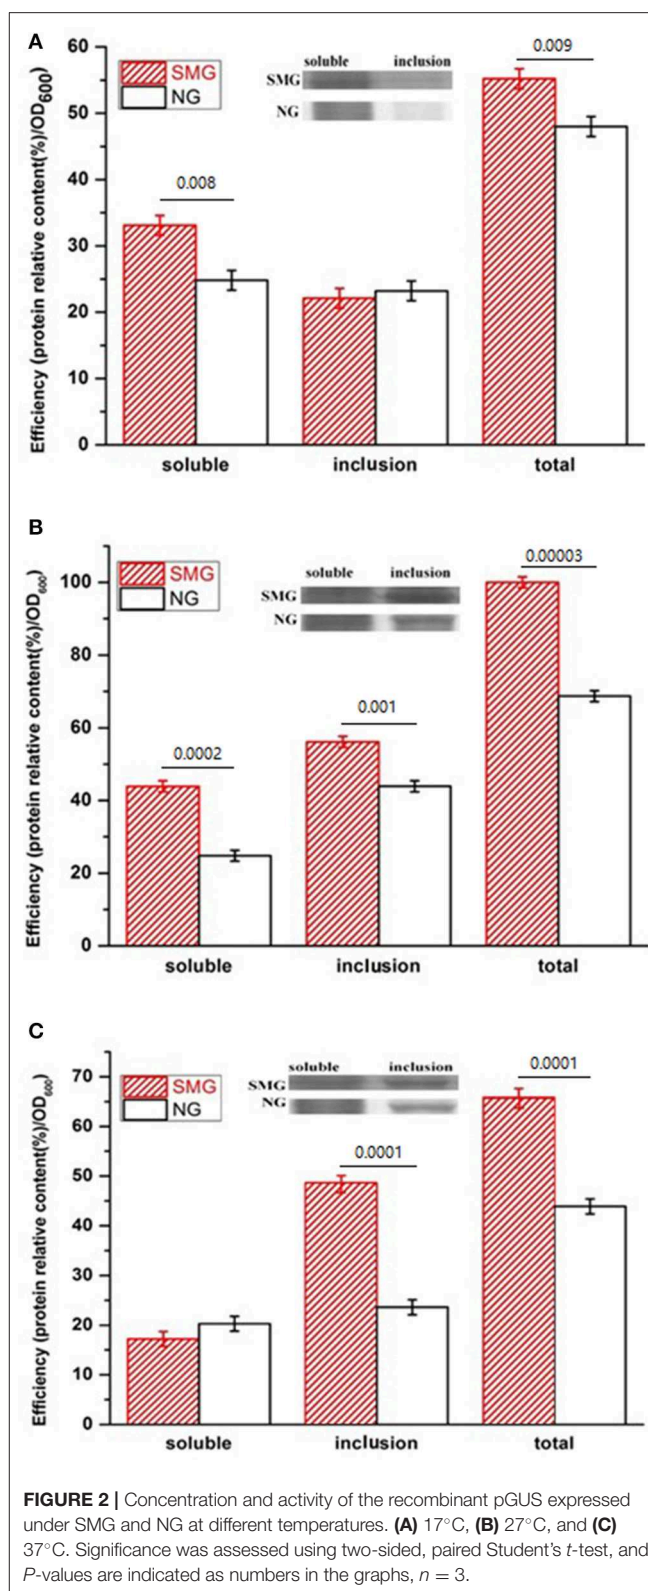 A
60
50
40
30
20
10
0
Efficiency (protein relative content(%)/OD600)
SMG
NG
soluble inclusion
SMG
NG
0.008
0.009
soluble inclusion total
B
100
80
60
40
20
0
Efficiency (protein relative content(%)/OD600)
SMG
NG
soluble inclusion
SMG
NG
0.0002
0.001
0.00003
soluble inclusion total
C
70
60
50
40
30
20
10
0
Efficiency (protein relative content(%)/OD600)
SMG
NG
soluble inclusion
SMG
NG
0.0001
0.0001
soluble inclusion total
FIGURE 2 | Concentration and activity of the recombinant pGUS expressed
under SMG and NG at different temperatures. (A) 17°C, (B) 27°C, and (C)
37°C. Significance was assessed using two-sided, paired Student's t-test, and
P-values are indicated as numbers in the graphs, n = 3.